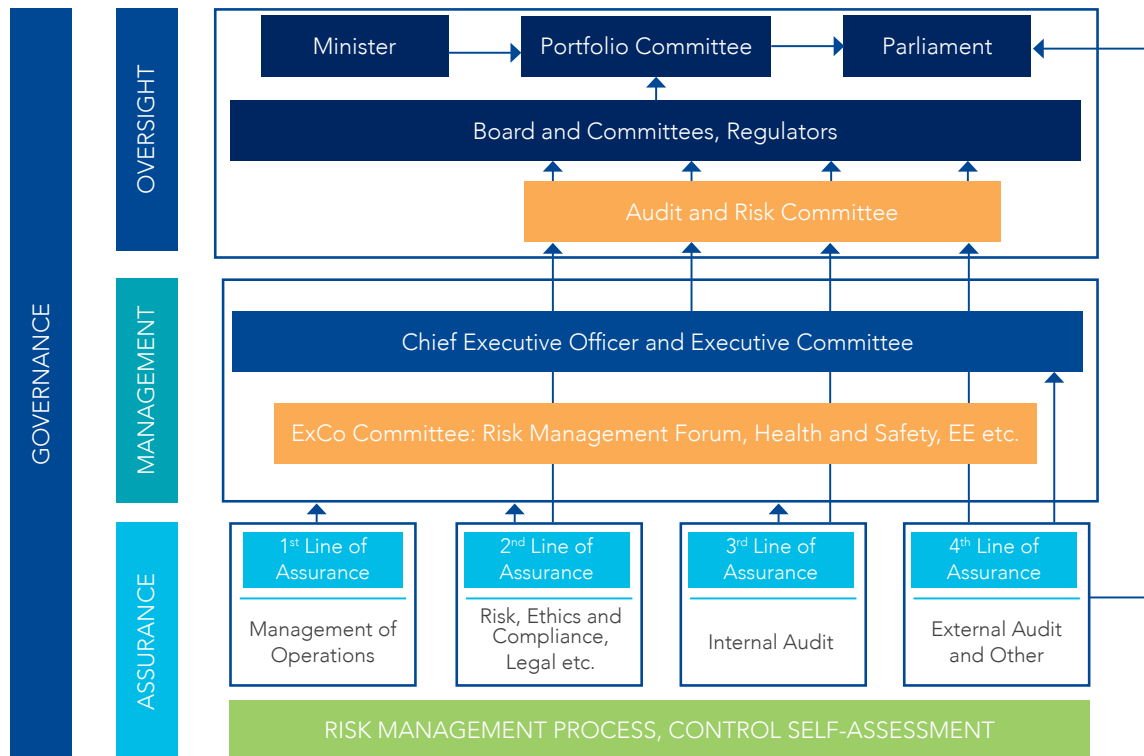 GOVERNANCE
OVERSIGHT
Minister
Portfolio Committee
Parliament
Board and Committees, Regulators
Audit and Risk Committee
MANAGEMENT
Chief Executive Officer and Executive Committee
ExCo Committee: Risk Management Forum, Health and Safety, EE etc.
ASSURANCE
1st Line of
Assurance
Management of
Operations
2nd Line of
Assurance
Risk, Ethics and
Compliance,
Legal etc.
3rd Line of
Assurance
Internal Audit
4th Line of
Assurance
External Audit
and Other
RISK MANAGEMENT PROCESS, CONTROL SELF-ASSESSMENT